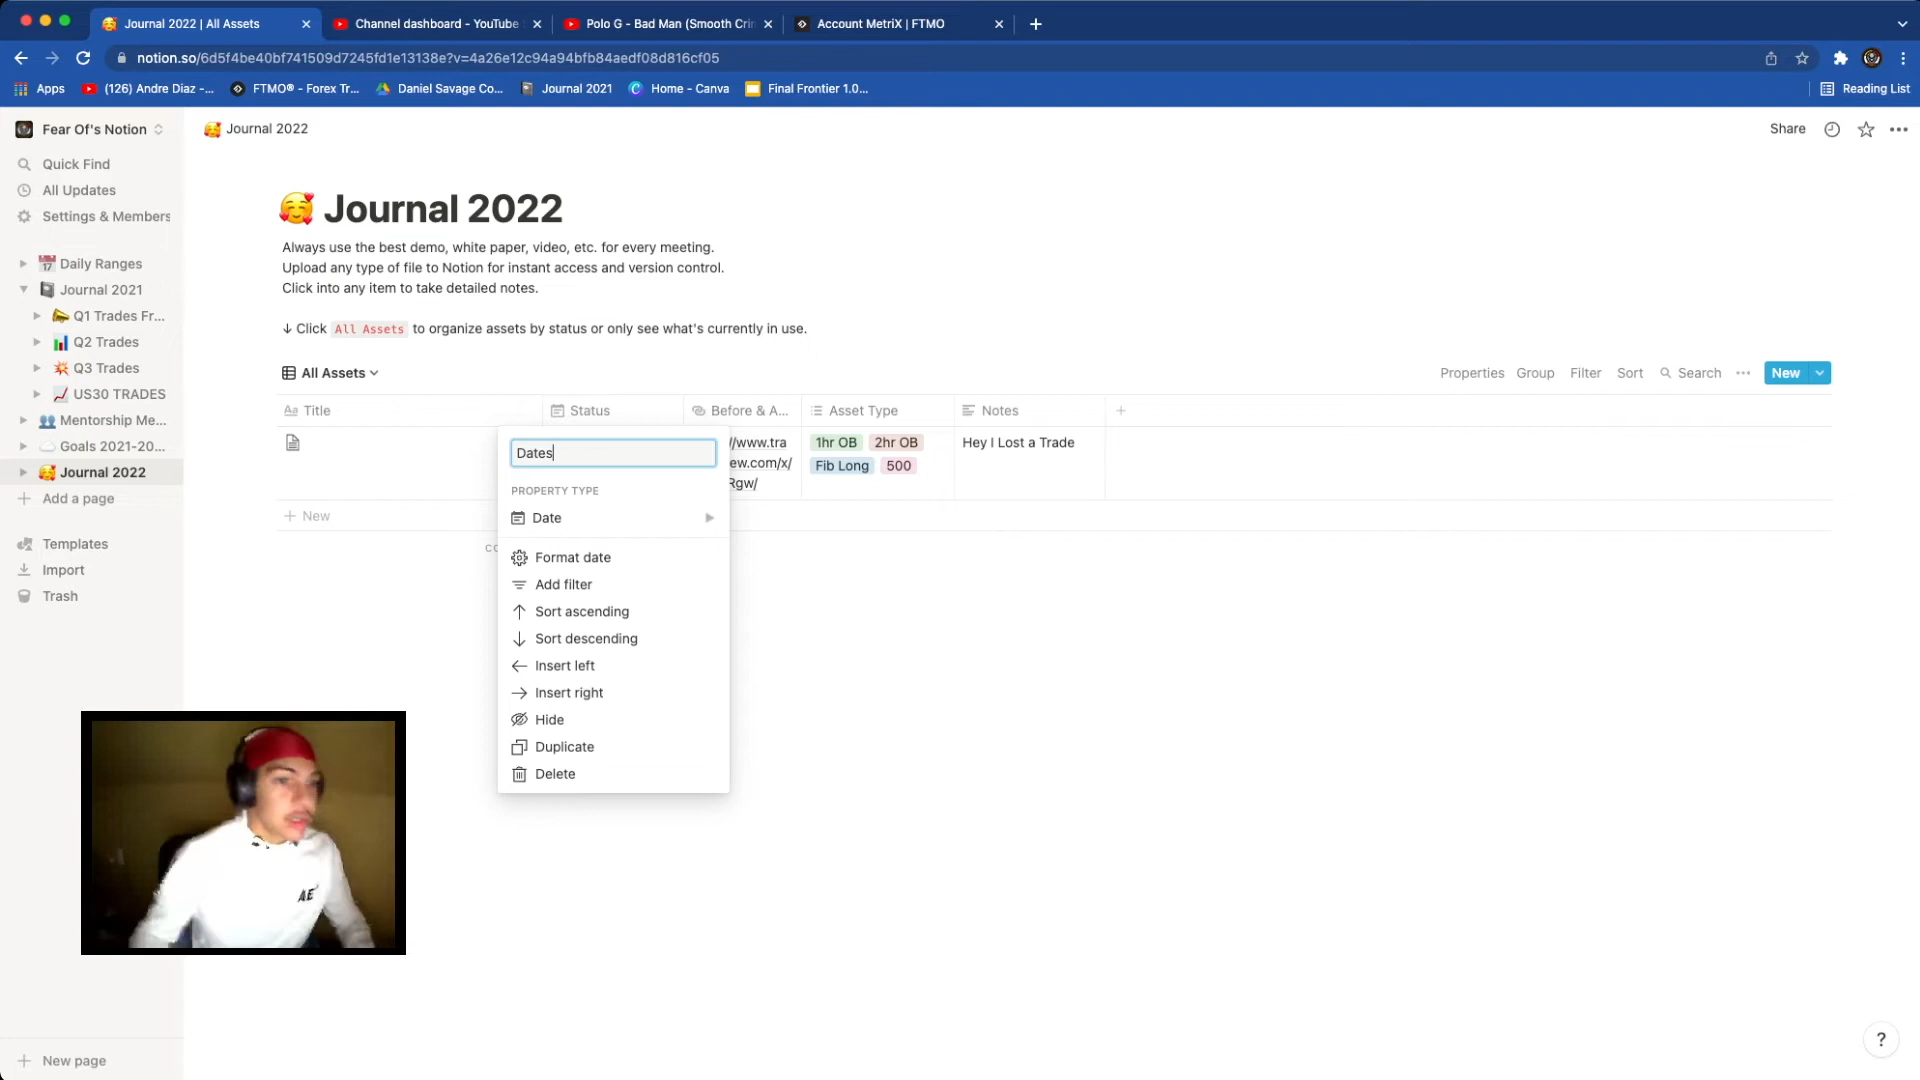 Journal 2022 | All Assets
Channel dashboard - YouTube
Polo G - Bad Man (Smooth Cri
Account MetriX | FTMO
notion.so/6d5f4be40bf741509d7245fd1e13138e?v=4a26e12c94a94bfb84aedf08d816cf05
Apps
(126) Andre Diaz -...
FTMO® - Forex Tr...
Daniel Savage Co...
Journal 2021
Home - Canva
Final Frontier 1.0...
Reading List
Fear Of's Notion
Journal 2022
Share
Quick Find
All Updates
Settings & Members
Daily Ranges
Journal 2021
Q1 Trades Fr...
Q2 Trades
Q3 Trades
US30 TRADES
Mentorship Me...
Goals 2021-20...
Journal 2022
Add a page
Templates
Import
Trash
New page
Journal 2022
Always use the best demo, white paper, video, etc. for every meeting.
Upload any type of file to Notion for instant access and version control.
Click into any item to take detailed notes.
↓ Click All Assets to organize assets by status or only see what's currently in use.
All Assets
Properties Group Filter Sort Search ... New
Aa Title Status Before & A... Asset Type Notes
//www.tra
ew.com/x/
Rgw/
1hr OB 2hr OB
Fib Long 500
Hey I Lost a Trade
New
CO
Dates
PROPERTY TYPE
Date
Format date
Add filter
Sort ascending
Sort descending
Insert left
Insert right
Hide
Duplicate
Delete
AE
?